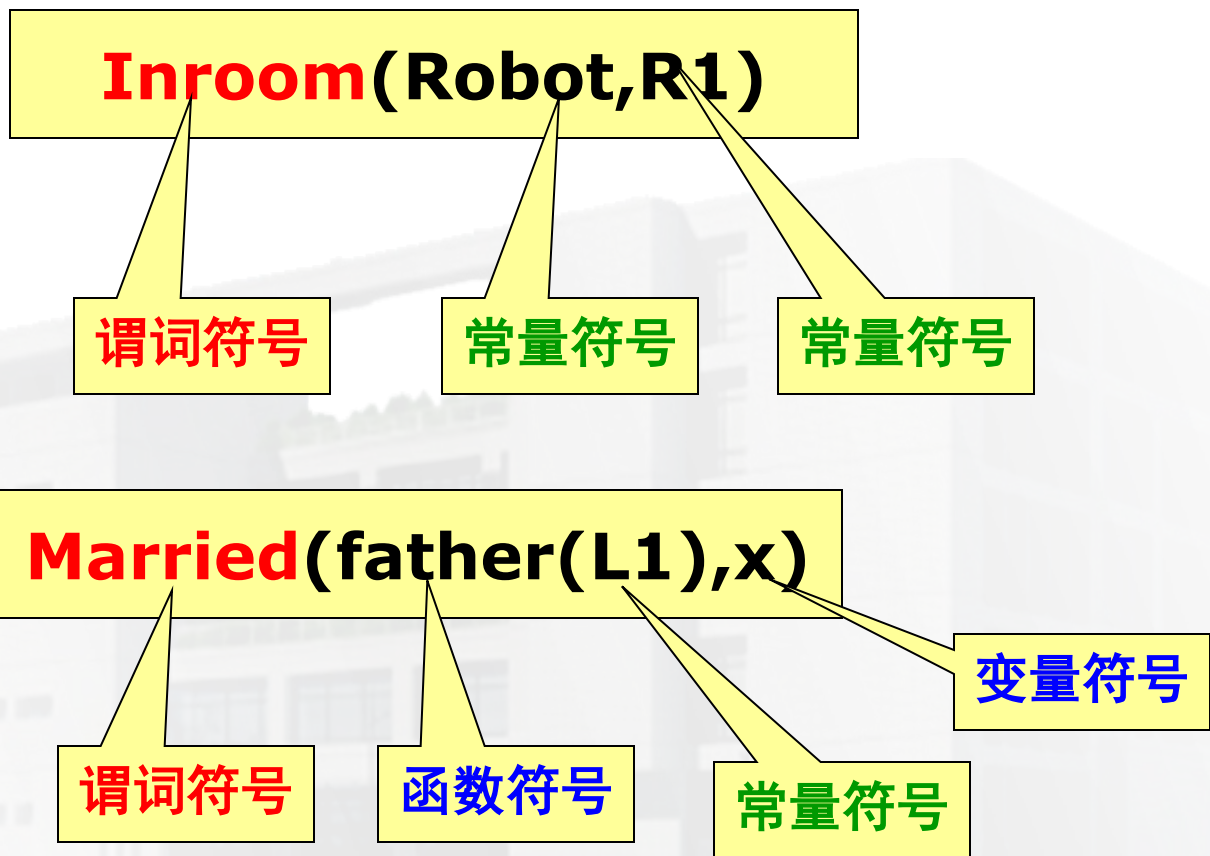 Inroom(Robot,R1)
谓词符号
常量符号
常量符号
Married(father(L1),x)
变量符号
谓词符号
函数符号
常量符号